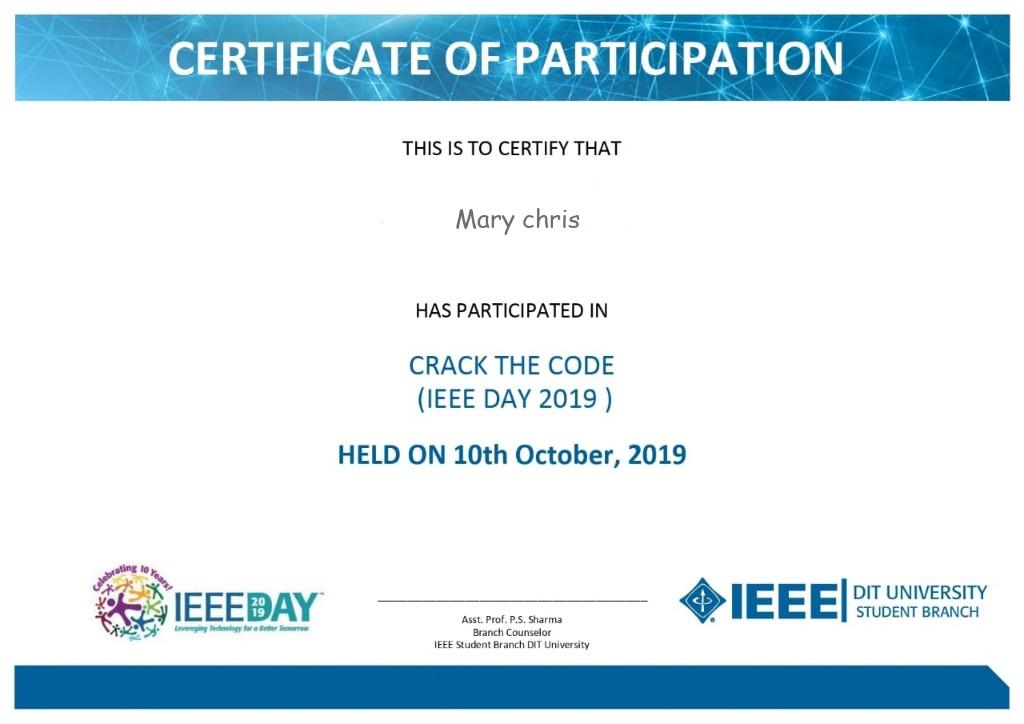 CERTIFICATE OF PARTICIPATION
THIS IS TO CERTIFY THAT
Mary chris
HAS PARTICIPATED IN
CRACK THE CODE
(IEEE DAY 2019 )
HELD ON 10th October, 2019
Celebrating 10 Years!
IEEE 2019 DAY™
Leveraging Technology for a Better Tomorrow
Asst. Prof. P.S. Sharma
Branch Counselor
IEEE Student Branch DIT University
IEEE
DIT UNIVERSITY
STUDENT BRANCH